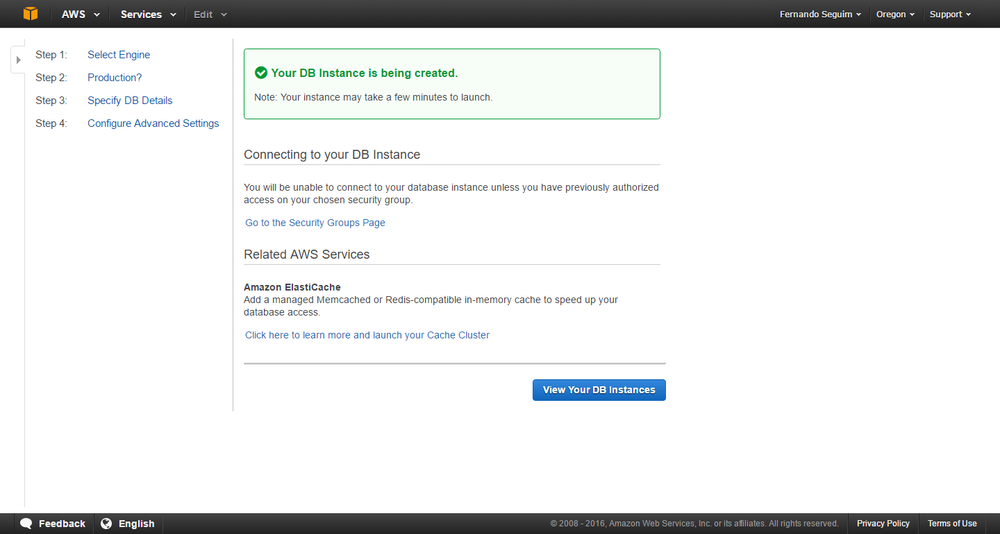 AWS Services Edit Fernando Seguim Oregon Support
Step 1: Select Engine
Step 2: Production?
Step 3: Specify DB Details
Step 4: Configure Advanced Settings
Your DB Instance is being created.
Note: Your instance may take a few minutes to launch.
Connecting to your DB Instance
You will be unable to connect to your database instance unless you have previously authorized
access on your chosen security group.
Go to the Security Groups Page
Related AWS Services
Amazon ElastiCache
Add a managed Memcached or Redis-compatible in-memory cache to speed up your
database access.
Click here to learn more and launch your Cache Cluster
View Your DB Instances
Feedback English © 2008 - 2016, Amazon Web Services, Inc. or its affiliates. All rights reserved. Privacy Policy Terms of Use